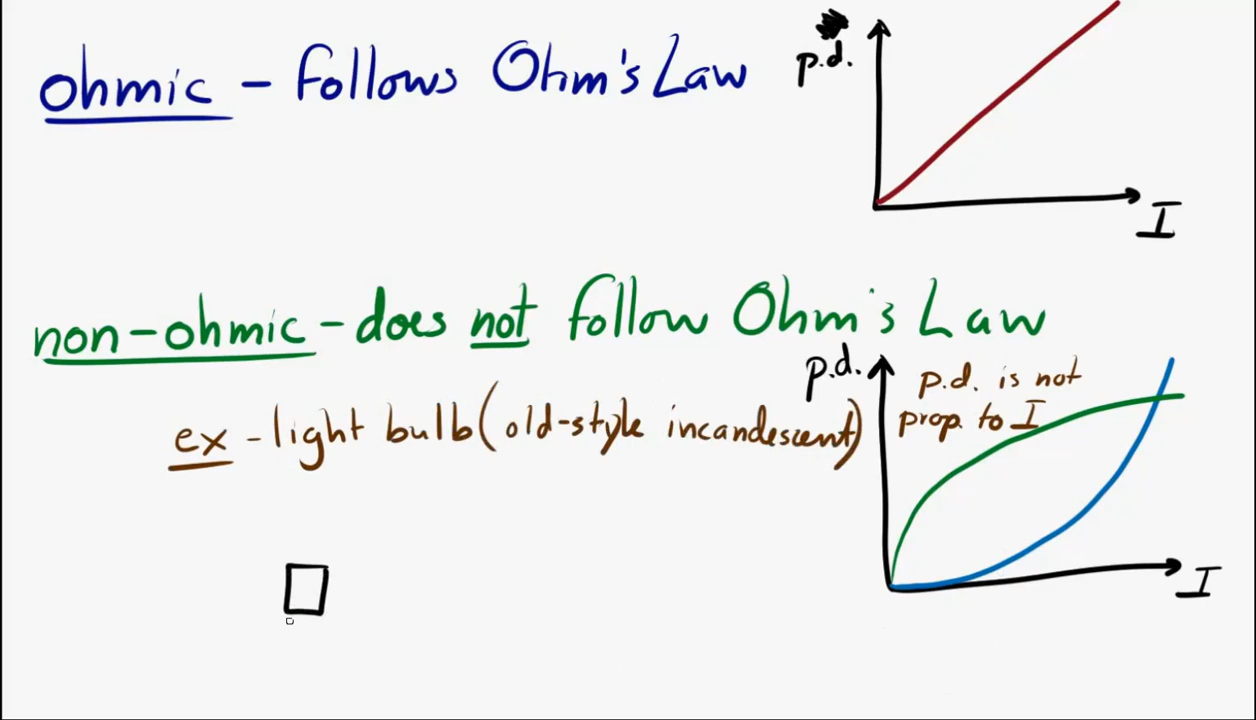 ohmic - follows Ohm's Law
p.d.
I
non-ohmic - does not follow Ohm's Law
p.d.
p.d. is not
prop. to I
ex - light bulb (old-style incandescent)
I